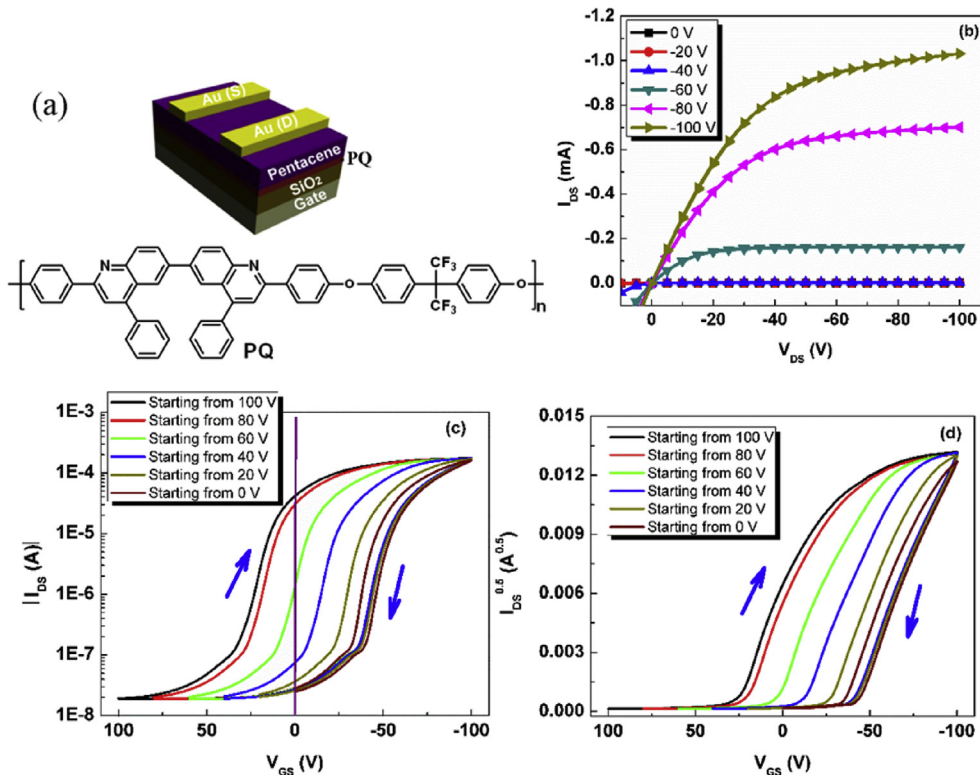 (a)
Au (S)
Au (D)
Pentacene
PQ
SiO2
Gate
N
N
O
CF3
CF3
O
n
PQ
(b)
0 V
-20 V
-40 V
-60 V
-80 V
-100 V
-1.2
-1.0
-0.8
-0.6
-0.4
-0.2
0.0
IDS (mA)
0 -20 -40 -60 -80 -100
VDS (V)
(c)
Starting from 100 V
Starting from 80 V
Starting from 60 V
Starting from 40 V
Starting from 20 V
Starting from 0 V
1E-3
1E-4
1E-5
1E-6
1E-7
1E-8
|IDS (A)|
100 50 0 -50 -100
VGS (V)
(d)
Starting from 100 V
Starting from 80 V
Starting from 60 V
Starting from 40 V
Starting from 20 V
Starting from 0 V
0.015
0.012
0.009
0.006
0.003
0.000
IDS^0.5 (A^0.5)
100 50 0 -50 -100
VGS (V)